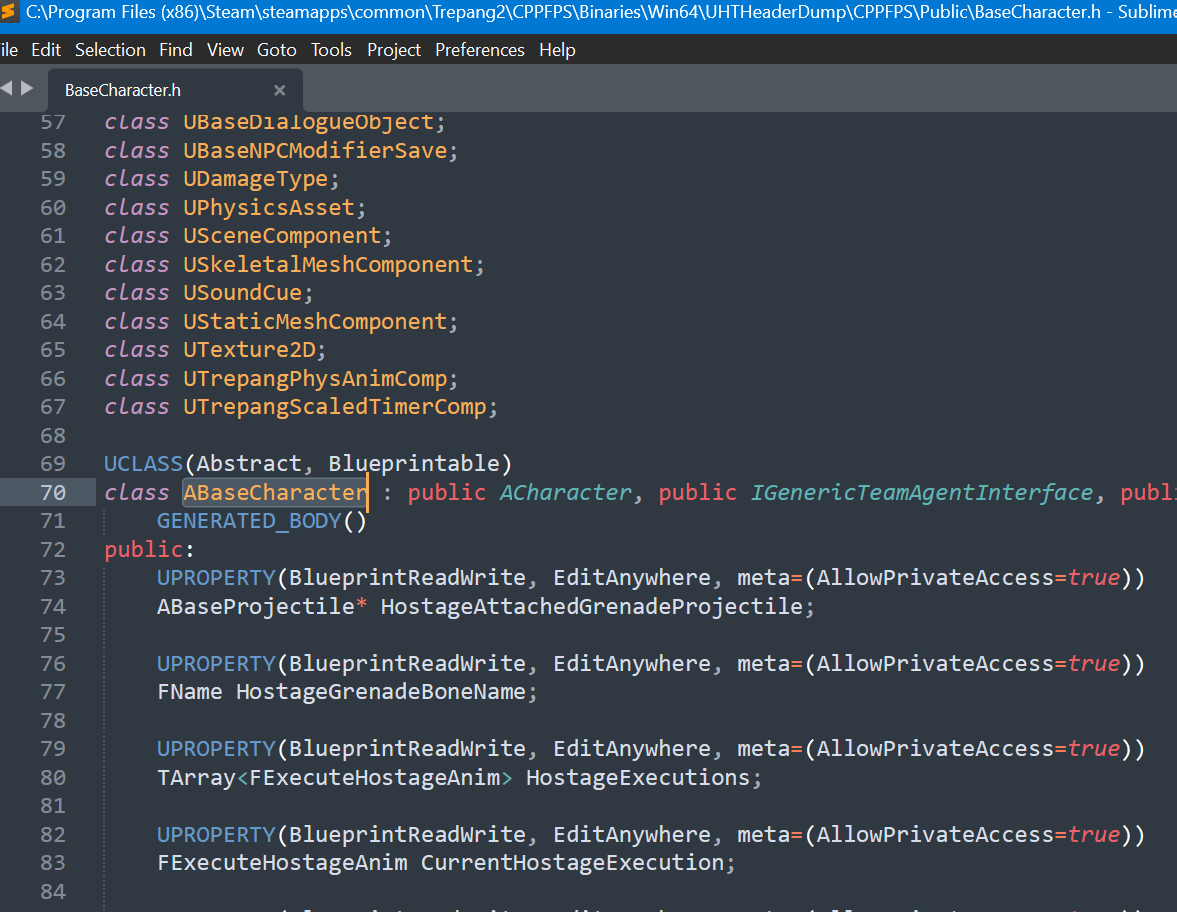 C:\Program Files (x86)\Steam\steamapps\common\Trepang2\CPPFPS\Binaries\Win64\UHTHeaderDump\CPPFPS\Public\BaseCharacter.h - Sublime
ile Edit Selection Find View Goto Tools Project Preferences Help
BaseCharacter.h
57 class UBaseDialogueObject;
58 class UBaseNPCModifierSave;
59 class UDamageType;
60 class UPhysicsAsset;
61 class USceneComponent;
62 class USkeletalMeshComponent;
63 class USoundCue;
64 class UStaticMeshComponent;
65 class UTexture2D;
66 class UTrepangPhysAnimComp;
67 class UTrepangScaledTimerComp;
68
69 UCLASS(Abstract, Blueprintable)
70 class ABaseCharacter : public ACharacter, public IGenericTeamAgentInterface, publi
71 GENERATED_BODY()
72 public:
73 UPROPERTY(BlueprintReadWrite, EditAnywhere, meta=(AllowPrivateAccess=true))
74 ABaseProjectile* HostageAttachedGrenadeProjectile;
75
76 UPROPERTY(BlueprintReadWrite, EditAnywhere, meta=(AllowPrivateAccess=true))
77 FName HostageGrenadeBoneName;
78
79 UPROPERTY(BlueprintReadWrite, EditAnywhere, meta=(AllowPrivateAccess=true))
80 TArray<FExecuteHostageAnim> HostageExecutions;
81
82 UPROPERTY(BlueprintReadWrite, EditAnywhere, meta=(AllowPrivateAccess=true))
83 FExecuteHostageAnim CurrentHostageExecution;
84